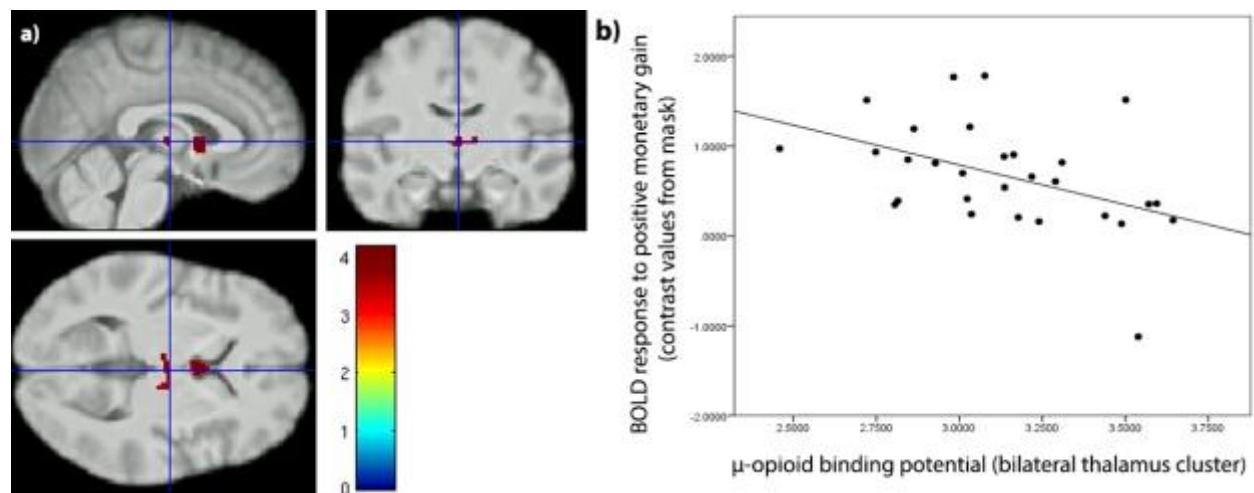 a)
4
3
2
1
0
b)
BOLD response to positive monetary gain
(contrast values from mask)
2.0000
1.0000
.0000
-1.0000
-2.0000
2.5000 2.7500 3.0000 3.2500 3.5000 3.7500
μ-opioid binding potential (bilateral thalamus cluster)